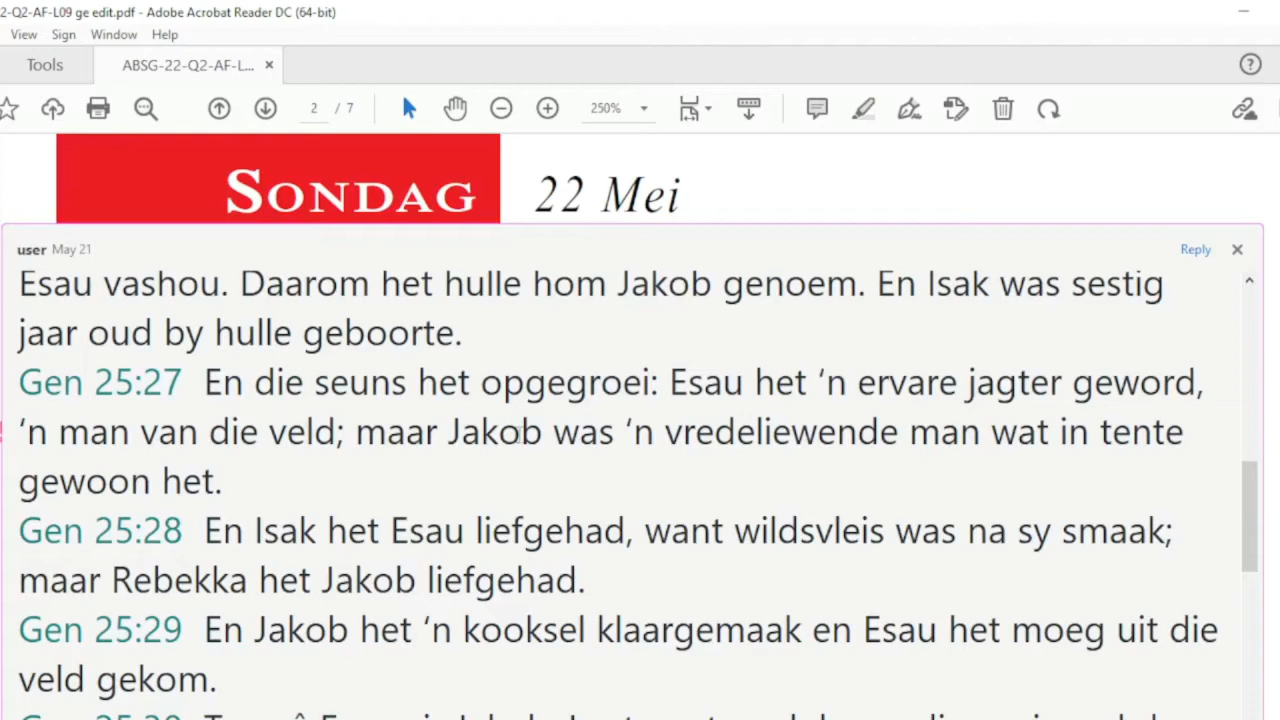 2-Q2-AF-L09 ge edit.pdf - Adobe Acrobat Reader DC (64-bit)
View Sign Window Help
Tools ABSG-22-Q2-AF-L...
2 / 7 250%
SONDAG 22 Mei
user May 21 Reply
Esau vashou. Daarom het hulle hom Jakob genoem. En Isak was sestig
jaar oud by hulle geboorte.
Gen 25:27 En die seuns het opgegroei: Esau het ‘n ervare jagter geword,
‘n man van die veld; maar Jakob was ‘n vredeliewende man wat in tente
gewoon het.
Gen 25:28 En Isak het Esau liefgehad, want wildsvleis was na sy smaak;
maar Rebekka het Jakob liefgehad.
Gen 25:29 En Jakob het ‘n kooksel klaargemaak en Esau het moeg uit die
veld gekom.